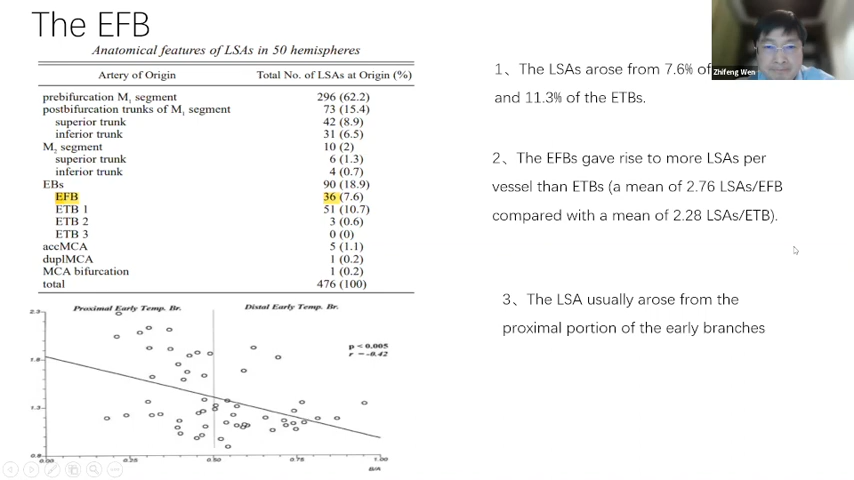 The EFB
Anatomical features of LSAs in 50 hemispheres
Artery of Origin Total No. of LSAs at Origin (%)
prebifurcation M1 segment 296 (62.2)
postbifurcation trunks of M1 segment 73 (15.4)
superior trunk 42 (8.9)
inferior trunk 31 (6.5)
M2 segment 10 (2)
superior trunk 6 (1.3)
inferior trunk 4 (0.7)
EBs 90 (18.9)
EFB 36 (7.6)
ETB 1 51 (10.7)
ETB 2 3 (0.6)
ETB 3 0 (0)
accMCA 5 (1.1)
duplMCA 1 (0.2)
MCA bifurcation 1 (0.2)
total 476 (100)
Proximal Early Temp. Br. Distal Early Temp. Br.
p < 0.005
r = -0.42
2.3
1.8
1.3
0.8
0.00 0.25 0.50 0.75 1.00
B/A
Zhifeng Wen
1、The LSAs arose from 7.6% of
and 11.3% of the ETBs.
2、The EFBs gave rise to more LSAs per
vessel than ETBs (a mean of 2.76 LSAs/EFB
compared with a mean of 2.28 LSAs/ETB).
3、The LSA usually arose from the
proximal portion of the early branches